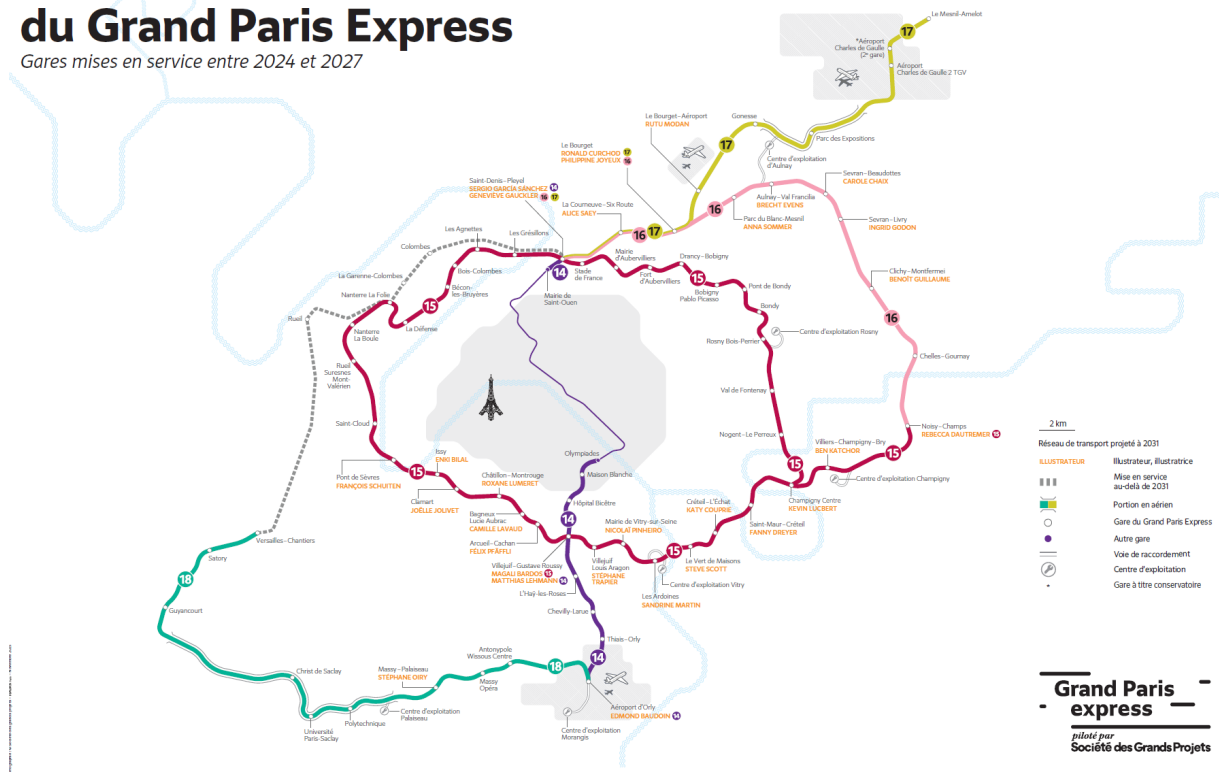 du Grand Paris Express
Gares mises en service entre 2024 et 2027
Le Mesnil-Amelot
17
*Aéroport
Charles de Gaulle
(2e gare)
Aéroport
Charles de Gaulle 2 TGV
Le Bourget-Aéroport
RUTU MODAN
Gonesse
Parc des Expositions
17
Le Bourget
RONALD CURCHOD 17
PHILIPPINE JOYEUX 16
Centre d'exploitation
d'Aulnay
Saint-Denis-Pleyel
SERGIO GARCÍA SÁNCHEZ 14
GENEVIÈVE GAUCKLER 16 17
Sevran-Beaudottes
CAROLE CHAIX
La Courneuve-Six Route
ALICE SAEY
Aulnay-Val Francilia
BRECHT EVENS
16
Parc du Blanc-Mesnil
ANNA SOMMER
Sevran-Livry
INGRID GODON
Les Agnettes
Les Grésillons
16 17
Colombes
Mairie
d'Aubervilliers
Drancy-Bobigny
14
Stade
de France
Fort
d'Aubervilliers
15
Bois-Colombes
La Garenne-Colombes
Clichy-Montfermei
BENOÎT GUILLAUME
Bécon-
les-Bruyères
Bobigny
Pablo Picasso
Pont de Bondy
Mairie de
Saint-Ouen
Nanterre La Folie
15
Bondy
Rueil
La Défense
16
Nanterre
La Boule
Centre d'exploitation Rosny
Rosny Bois-Perrier
Chelles-Gournay
Rueil
Suresnes
Mont-
Valérien
Val de Fontenay
Saint-Cloud
Noisy-Champs
REBECCA DAUTREMER 15
Nogent-Le Perreux
Villiers-Champigny-Bry
BEN KATCHOR
15
Olympiades
Issy
ENKI BILAL
15
15
Pont de Sèvres
FRANÇOIS SCHUITEN
Maison Blanche
Châtillon-Montrouge
ROXANE LUMERET
Centre d'exploitation Champigny
Clamart
JOËLLE JOLIVET
Hôpital Bicêtre
Créteil-L'Échat
KATY COUPRIE
Champigny Centre
KEVIN LUCBERT
Bagneux
Lucie Aubrac
CAMILLE LAVAUD
14
Mairie de Vitry-sur-Seine
NICOLAÏ PINHEIRO
Saint-Maur-Créteil
FANNY DREYER
Arcueil-Cachan
FÉLIX PFÄFFLI
15
Le Vert de Maisons
STEVE SCOTT
Villejuif-Gustave Roussy
MAGALI BARDOS 15
MATTHIAS LEHMANN 14
Villejuif
Louis Aragon
STÉPHANE
TRAPIER
Centre d'exploitation Vitry
Les Ardoines
SANDRINE MARTIN
L'Haÿ-les-Roses
Chevilly-Larue
Thiais-Orly
14
Versailles-Chantiers
Satory
18
Guyancourt
Christ de Saclay
Université
Paris-Saclay
Polytechnique
Centre d'exploitation
Palaiseau
Massy-Palaiseau
STÉPHANE OIRY
Massy
Opéra
Antonypole
Wissous Centre
18
Aéroport d'Orly
EDMOND BAUDOIN 14
Centre d'exploitation
Morangis
2 km
Réseau de transport projeté à 2031
ILLUSTRATEUR Illustrateur, illustratrice
Mise en service
au-delà de 2031
Portion en aérien
Gare du Grand Paris Express
Autre gare
Voie de raccordement
Centre d'exploitation
* Gare à titre conservatoire
Grand Paris
express
piloté par
Société des Grands Projets